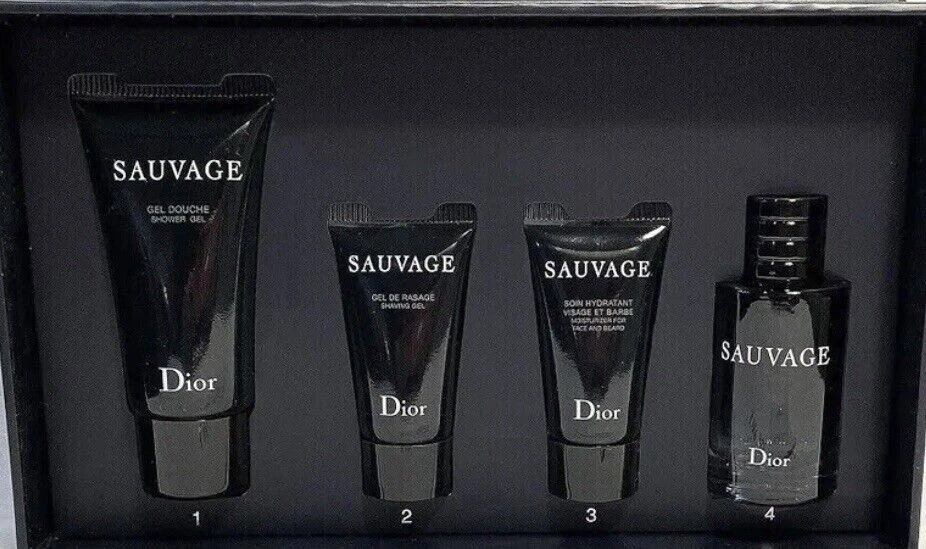 SAUVAGE
GEL DOUCHE
SHOWER GEL
Dior
1
SAUVAGE
GEL DE RASAGE
SHAVING GEL
Dior
2
SAUVAGE
SOIN HYDRATANT
VISAGE ET BARBE
MOISTURIZER FOR
FACE AND BEARD
Dior
3
SAUVAGE
Dior
4